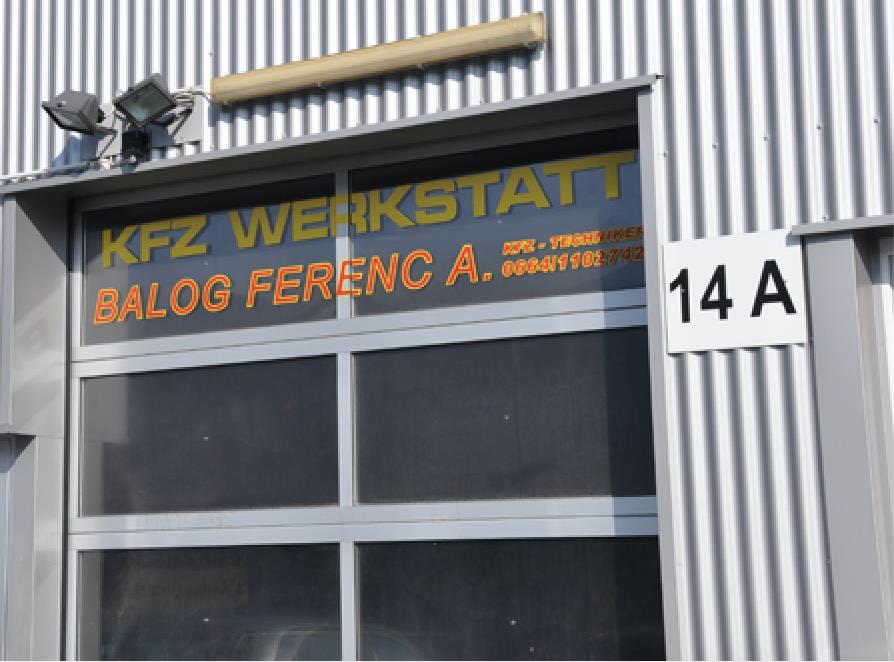 KFZ WERKSTATT
BALOG FERENC A.
KFZ - TECHNIKER
0664/1102742
14 A